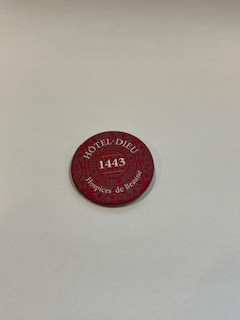 HÔTEL-DIEU
1443
Hospices de Beaune